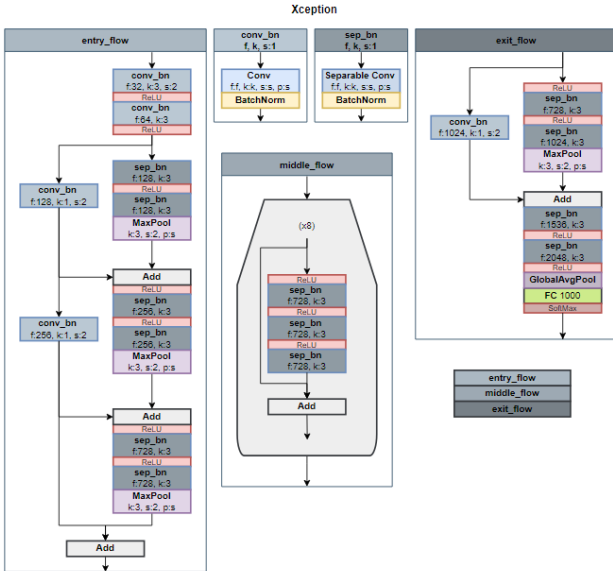 Xception
entry_flow
conv_bn
f:32, k:3, s:2
ReLU
conv_bn
f:64, k:3
ReLU
conv_bn
f:128, k:1, s:2
sep_bn
f:128, k:3
ReLU
sep_bn
f:128, k:3
MaxPool
k:3, s:2, p:s
Add
conv_bn
f:256, k:1, s:2
ReLU
sep_bn
f:256, k:3
ReLU
sep_bn
f:256, k:3
MaxPool
k:3, s:2, p:s
Add
ReLU
sep_bn
f:728, k:3
ReLU
sep_bn
f:728, k:3
MaxPool
k:3, s:2, p:s
Add
conv_bn
f, k, s:1
Conv
f:f, k:k, s:s, p:s
BatchNorm
sep_bn
f, k, s:1
Separable Conv
f:f, k:k, s:s, p:s
BatchNorm
middle_flow
(x8)
ReLU
sep_bn
f:728, k:3
ReLU
sep_bn
f:728, k:3
ReLU
sep_bn
f:728, k:3
Add
exit_flow
conv_bn
f:1024, k:1, s:2
ReLU
sep_bn
f:728, k:3
ReLU
sep_bn
f:1024, k:3
MaxPool
k:3, s:2, p:s
Add
sep_bn
f:1536, k:3
ReLU
sep_bn
f:2048, k:3
ReLU
GlobalAvgPool
FC 1000
SoftMax
entry_flow
middle_flow
exit_flow